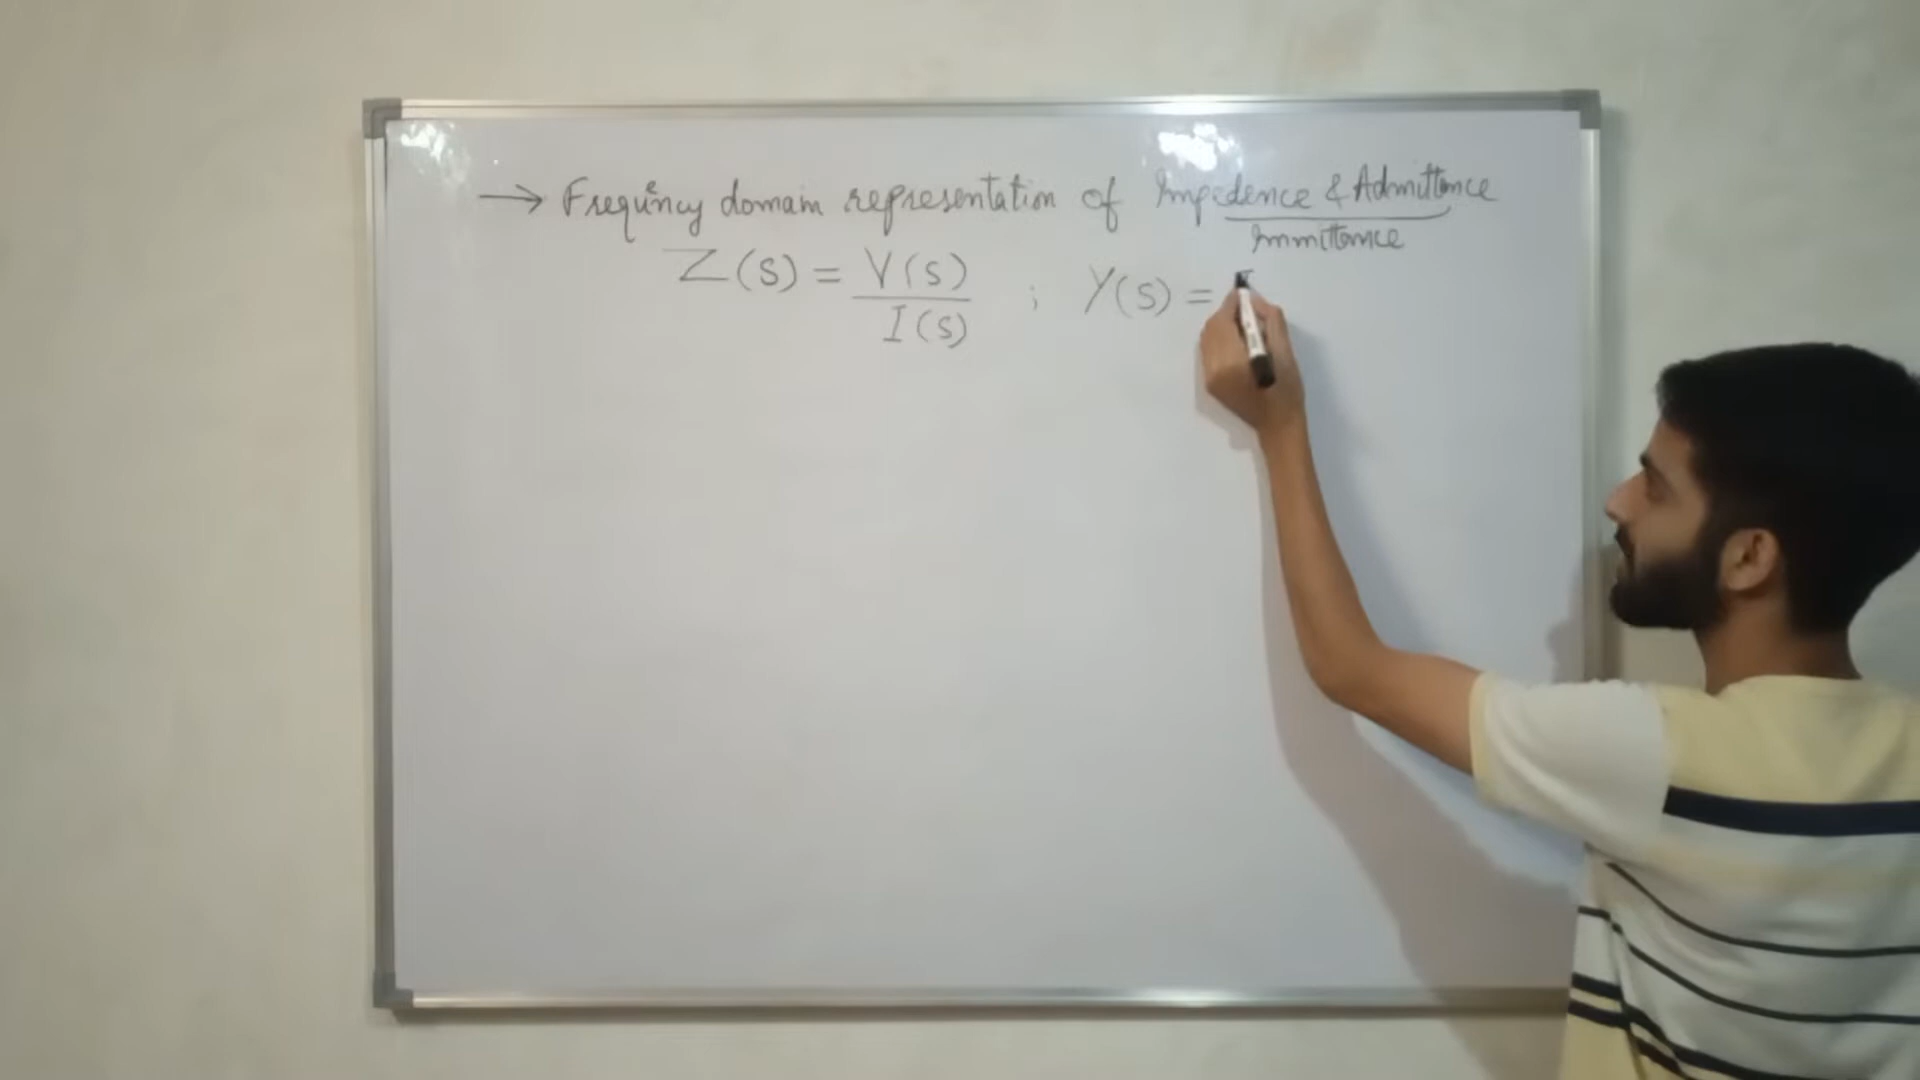 → Frequency domain representation of Impedence & Admittance
Immittance
Z(s) = V(s) / I(s) ; Y(s) = I